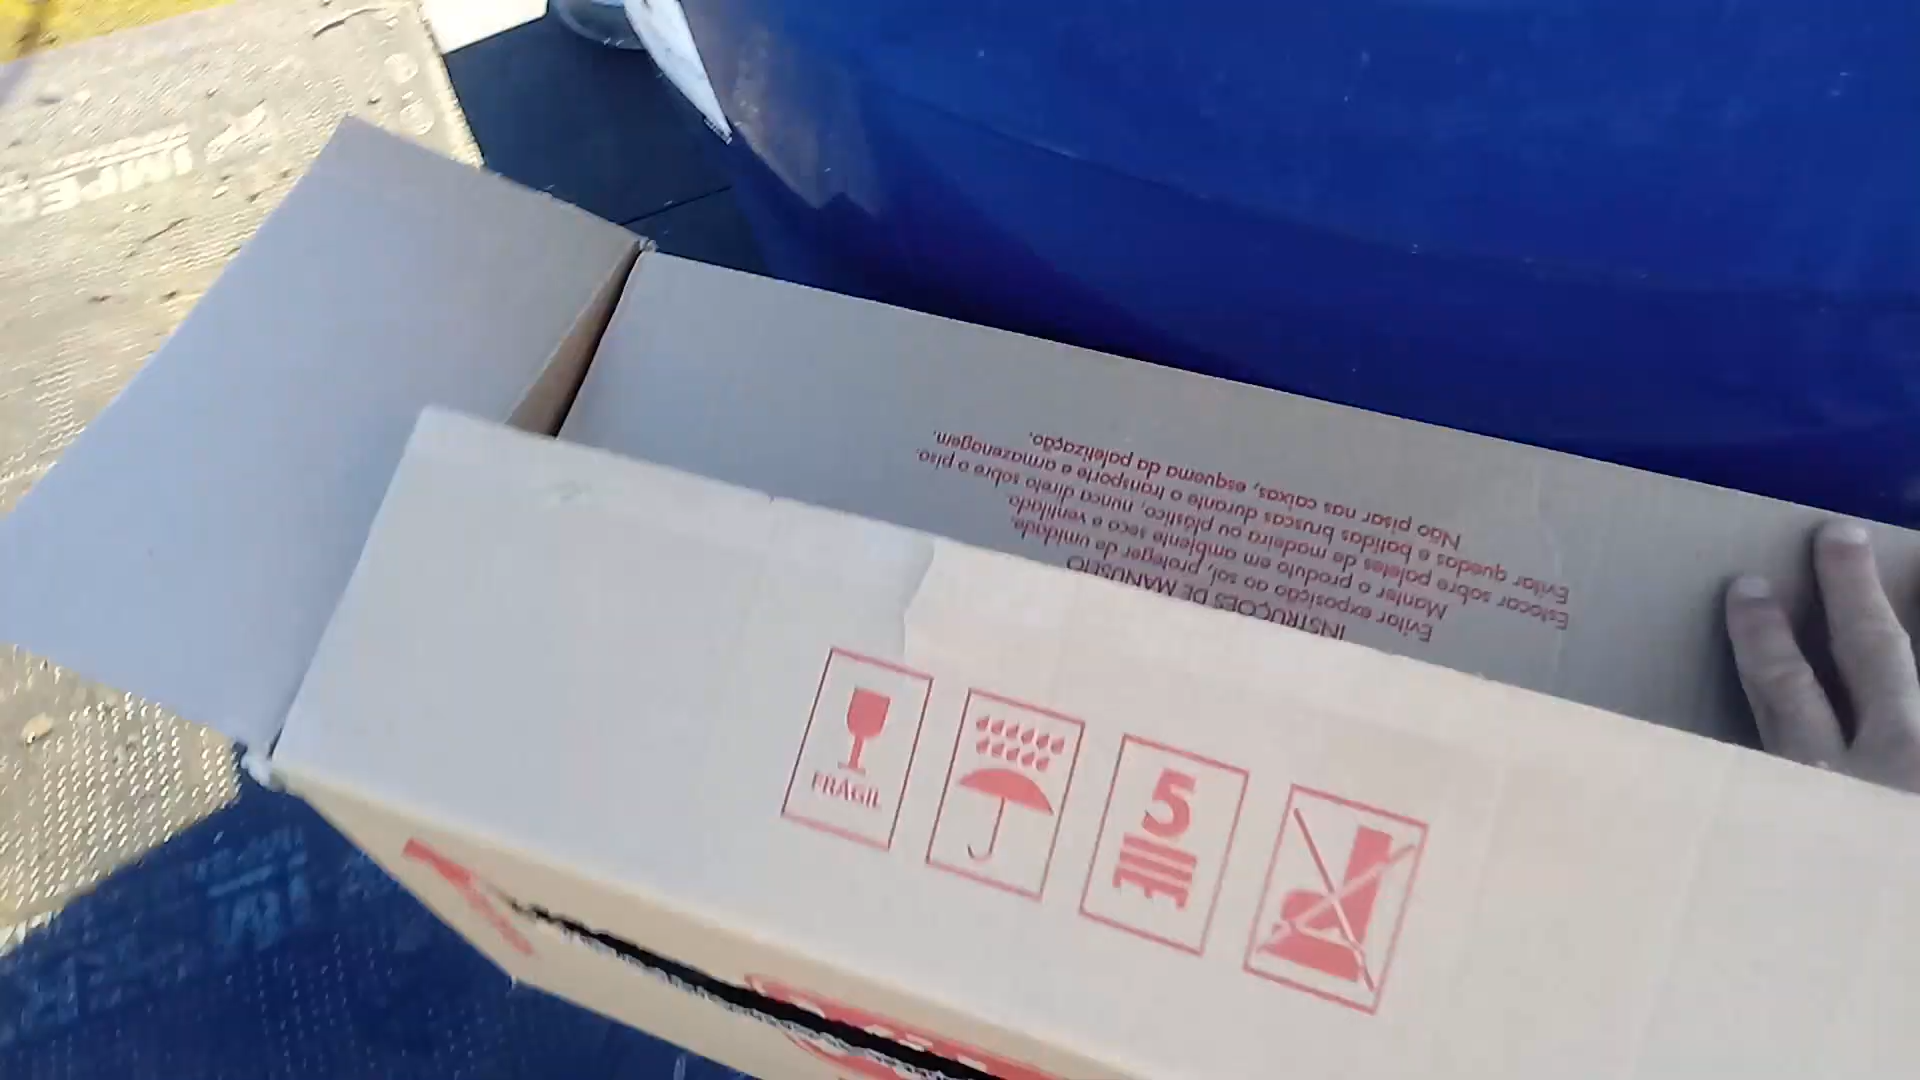 INSTRUÇÕES DE MANUSEIO
Evitar exposição ao sol, proteger de umidade.
Manter o produto em ambiente seco e ventilado
Estocar sobre paletes de madeira ou plástico, nunca direto sobre o piso.
Evitar quedas e batidas bruscas durante o transporte e armazenagem.
Não pisar nas caixas, esquema da paletização.
FRÁGIL
5